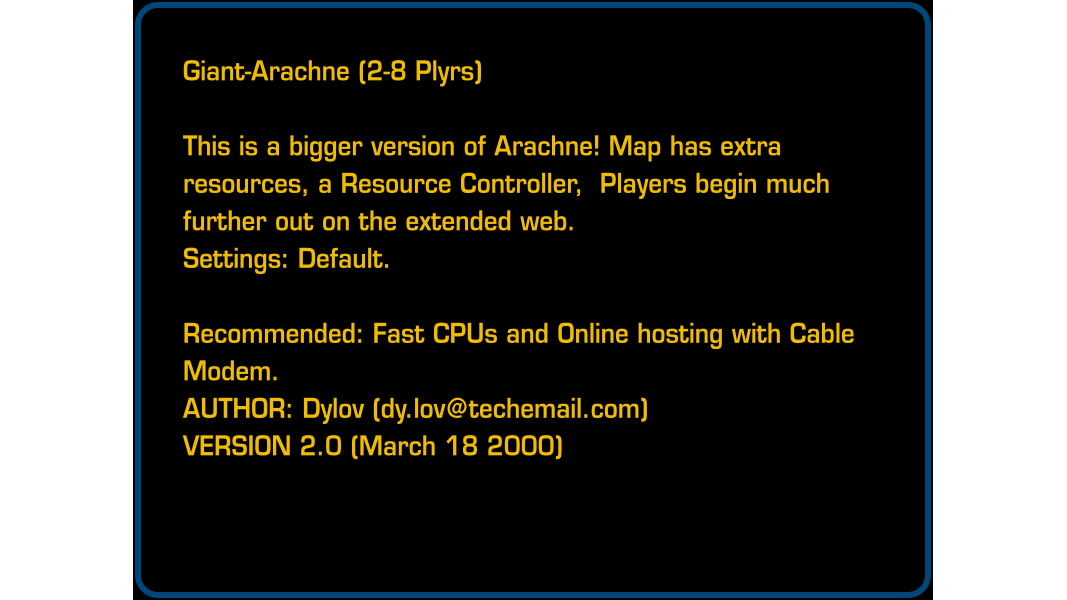 Giant-Arachne (2-8 Plyrs)
This is a bigger version of Arachne! Map has extra
resources, a Resource Controller,  Players begin much
further out on the extended web.
Settings: Default.
Recommended: Fast CPUs and Online hosting with Cable
Modem.
AUTHOR: Dylov (dy.lov@techemail.com)
VERSION 2.0 (March 18 2000)